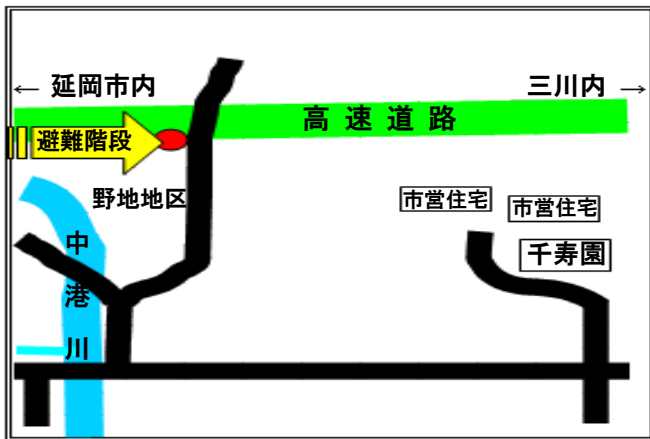 ← 延岡市内
三川内 →
高速道路
避難階段
野地地区
市営住宅
市営住宅
千寿園
中港川